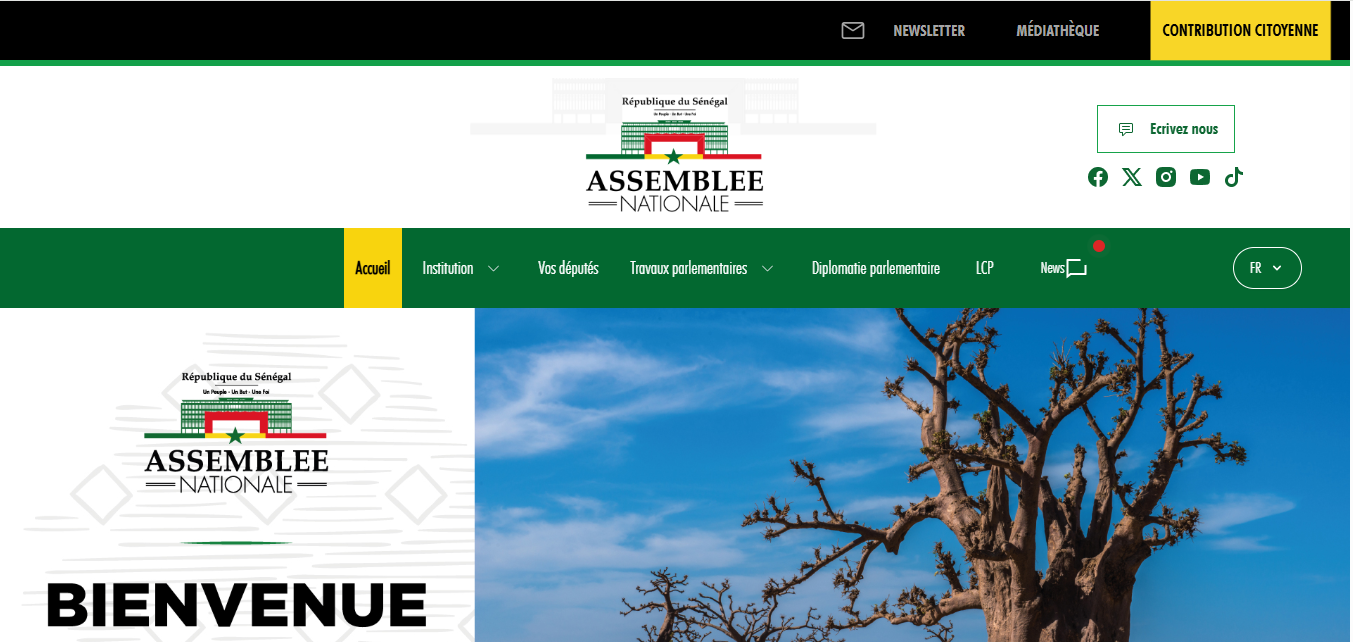 NEWSLETTER
MÉDIATHÈQUE
CONTRIBUTION CITOYENNE
République du Sénégal
Un Peuple - Un But - Une Foi
ASSEMBLEE
NATIONALE
Ecrivez nous
Accueil
Institution
Vos députés
Travaux parlementaires
Diplomatie parlementaire
LCP
News
FR
République du Sénégal
Un Peuple - Un But - Une Foi
ASSEMBLEE
NATIONALE
BIENVENUE